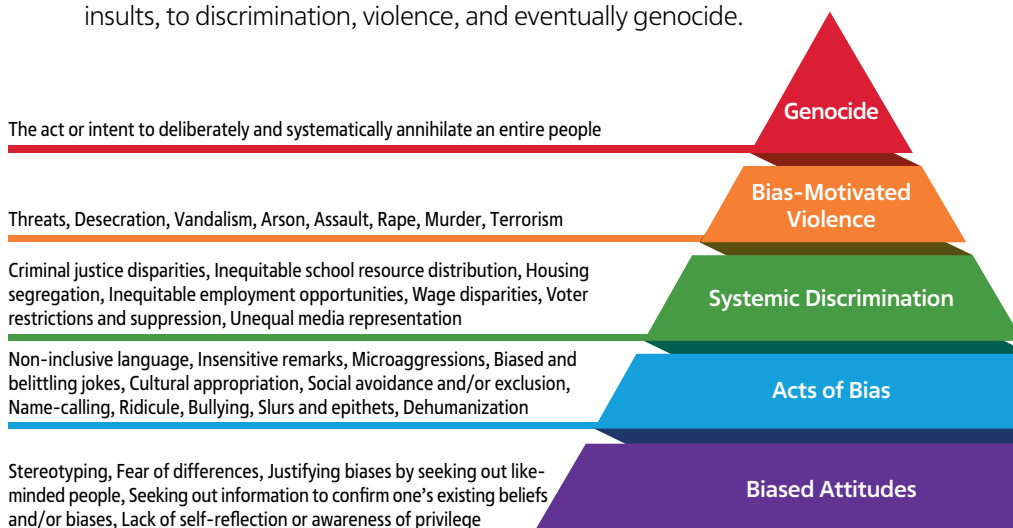 insults, to discrimination, violence, and eventually genocide.
Genocide
The act or intent to deliberately and systematically annihilate an entire people
Bias-Motivated
Violence
Threats, Desecration, Vandalism, Arson, Assault, Rape, Murder, Terrorism
Criminal justice disparities, Inequitable school resource distribution, Housing
segregation, Inequitable employment opportunities, Wage disparities, Voter
restrictions and suppression, Unequal media representation
Systemic Discrimination
Non-inclusive language, Insensitive remarks, Microaggressions, Biased and
belittling jokes, Cultural appropriation, Social avoidance and/or exclusion,
Name-calling, Ridicule, Bullying, Slurs and epithets, Dehumanization
Acts of Bias
Stereotyping, Fear of differences, Justifying biases by seeking out like-
minded people, Seeking out information to confirm one's existing beliefs
and/or biases, Lack of self-reflection or awareness of privilege
Biased Attitudes